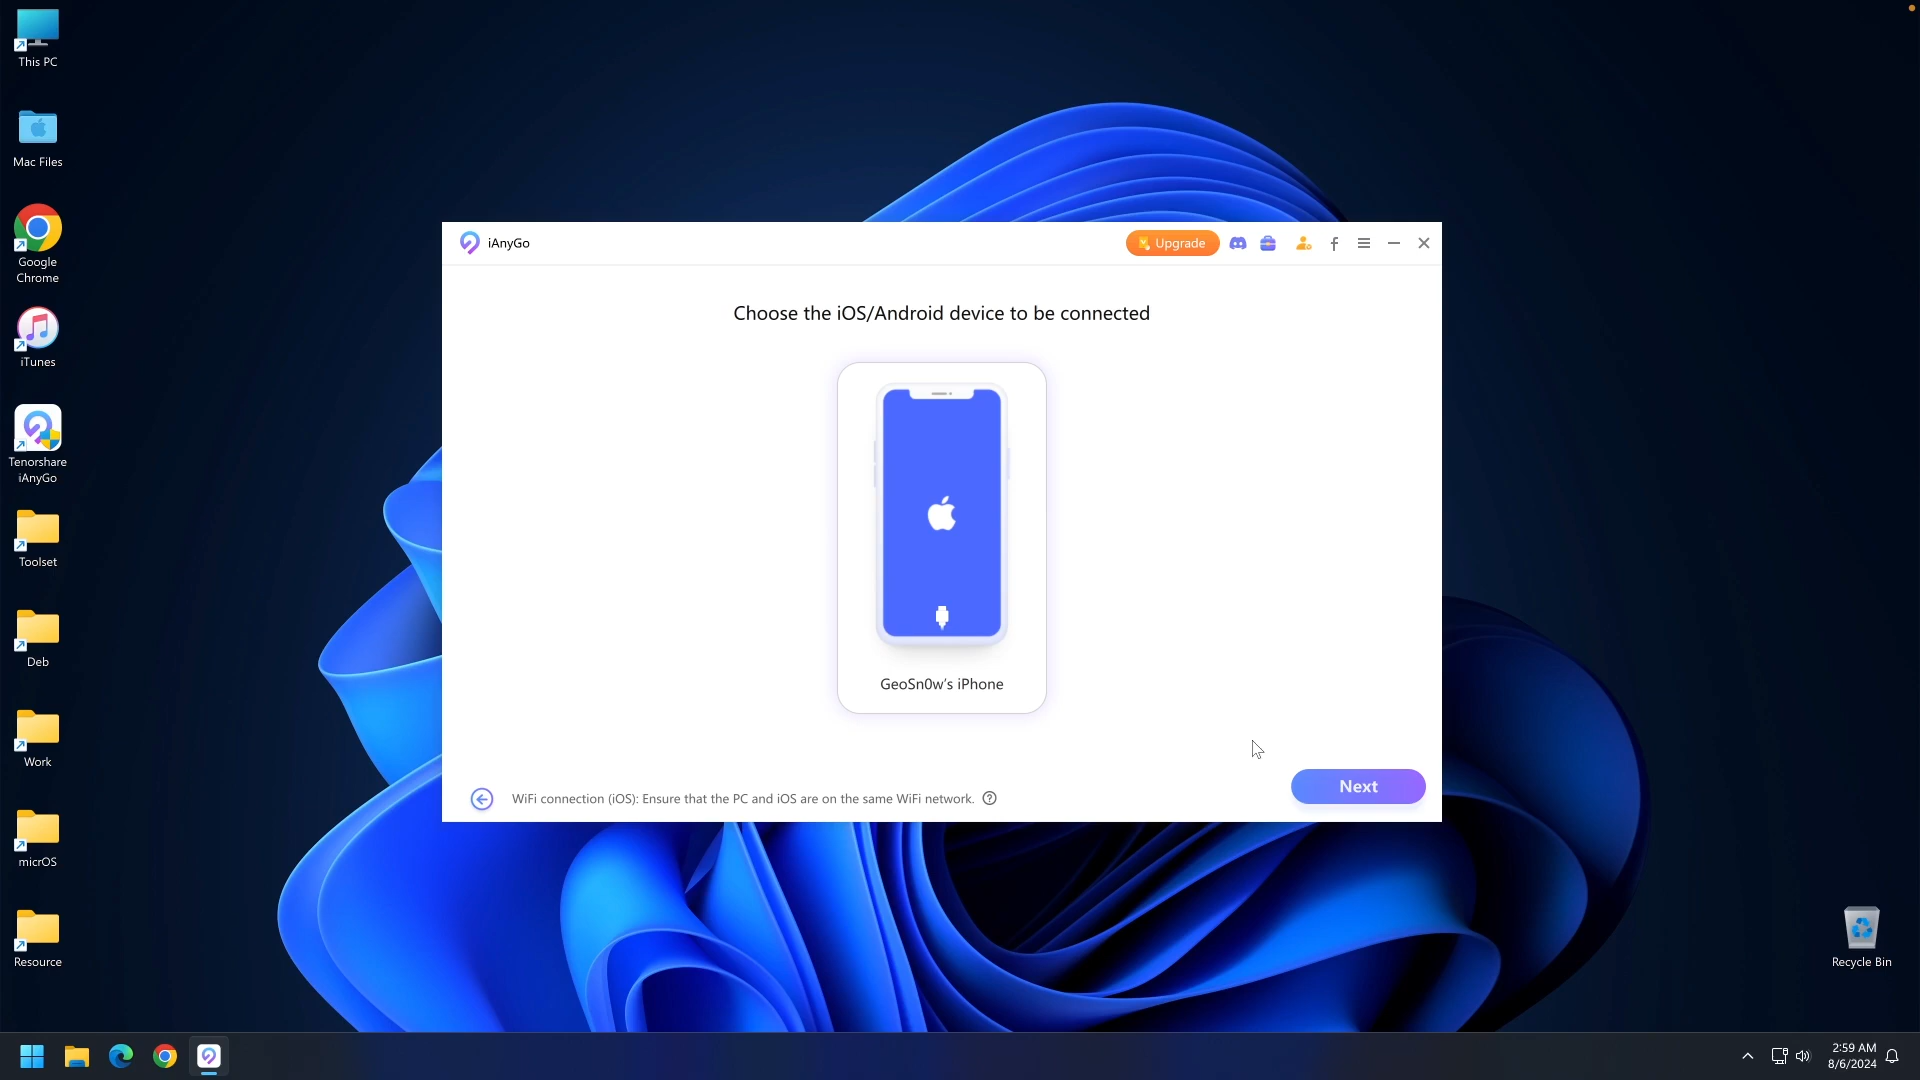 This PC
Mac Files
Google
Chrome
iTunes
Tenorshare
iAnyGo
Toolset
Deb
Work
micrOS
Resource
iAnyGo
Upgrade
Choose the iOS/Android device to be connected
GeoSn0w's iPhone
WiFi connection (iOS): Ensure that the PC and iOS are on the same WiFi network.
Next
Recycle Bin
2:59 AM
8/6/2024